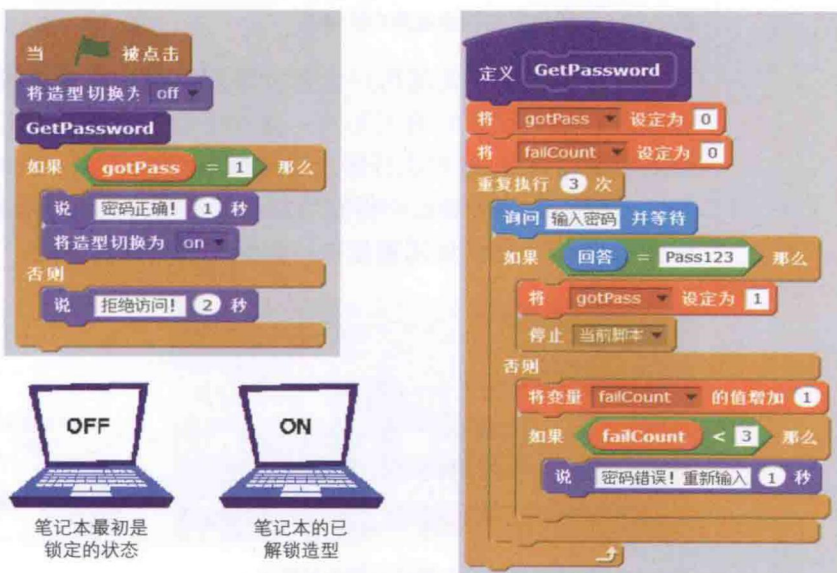 当 被点击
将造型切换为 off
GetPassword
如果 gotPass = 1 那么
说 密码正确! 1 秒
将造型切换为 on
否则
说 拒绝访问! 2 秒
OFF
笔记本最初是
锁定的状态
ON
笔记本的已
解锁造型
定义 GetPassword
将 gotPass 设定为 0
将 failCount 设定为 0
重复执行 3 次
询问 输入密码 并等待
如果 回答 = Pass123 那么
将 gotPass 设定为 1
停止 当前脚本
否则
将变量 failCount 的值增加 1
如果 failCount < 3 那么
说 密码错误! 重新输入 1 秒